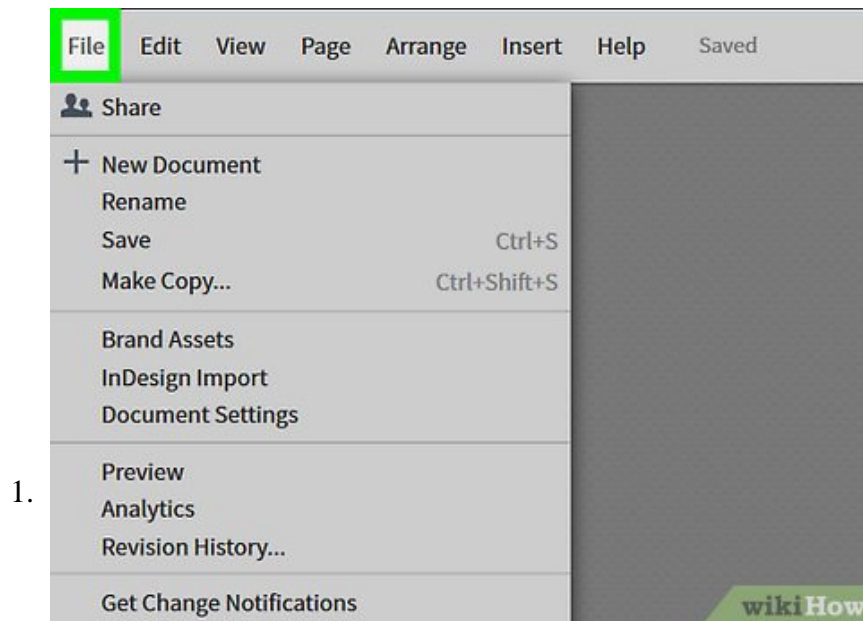 File Edit View Page Arrange Insert Help Saved
Share
New Document
Rename
Save Ctrl+S
Make Copy... Ctrl+Shift+S
Brand Assets
InDesign Import
Document Settings
Preview
1.
Analytics
Revision History...
Get Change Notifications
wikiHow